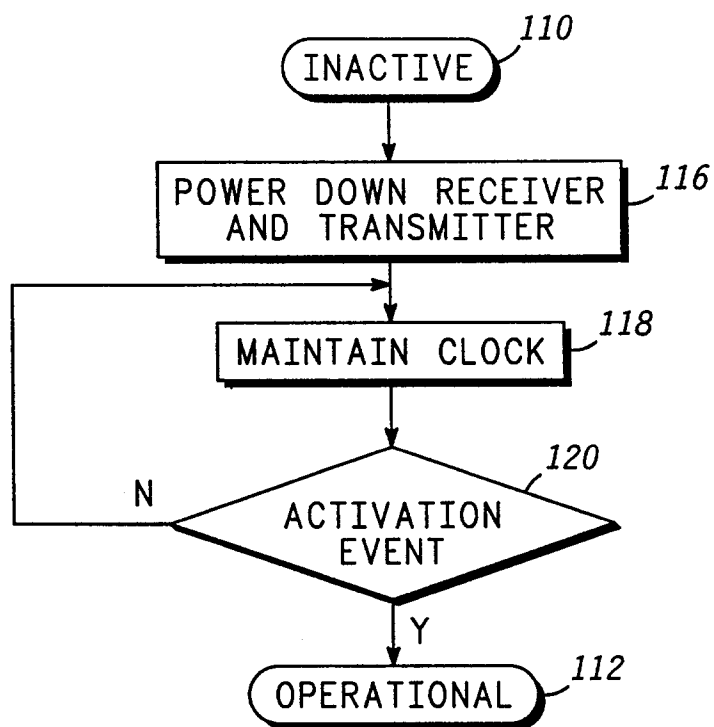 110
INACTIVE
116
POWER DOWN RECEIVER
AND TRANSMITTER
118
MAINTAIN CLOCK
120
N
ACTIVATION
EVENT
Y
112
OPERATIONAL